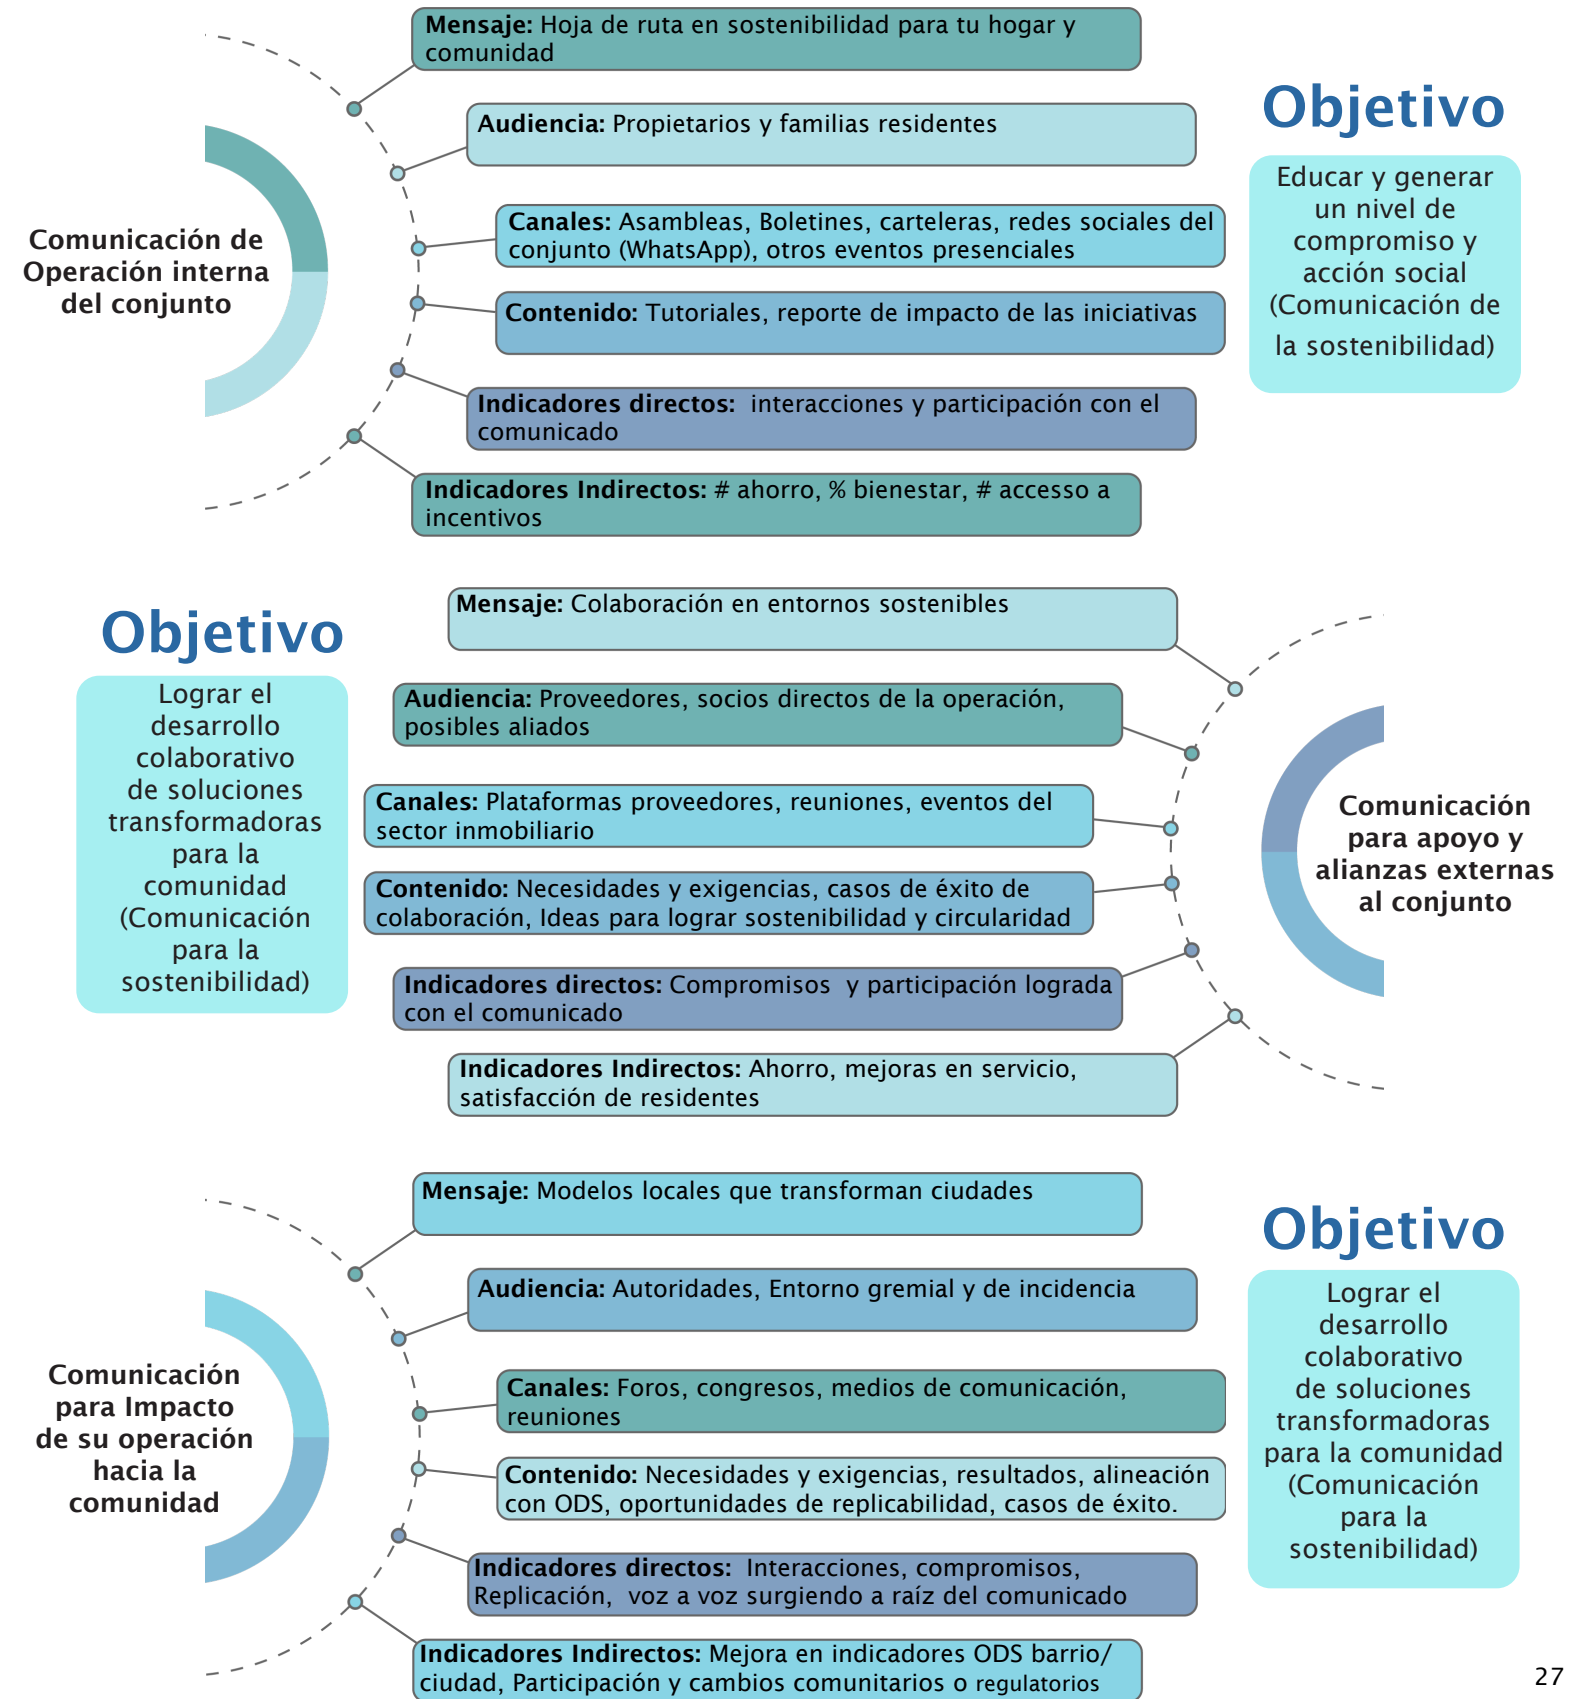 Mensaje: Hoja de ruta en sostenibilidad para tu hogar y
comunidad
Audiencia: Propietarios y familias residentes
Canales: Asambleas, Boletines, carteleras, redes sociales del
conjunto (WhatsApp), otros eventos presenciales
Contenido: Tutoriales, reporte de impacto de las iniciativas
Indicadores directos: interacciones y participación con el
comunicado
Indicadores Indirectos: # ahorro, % bienestar, # accesso a
incentivos
Comunicación de
Operación interna
del conjunto
Objetivo
Educar y generar
un nivel de
compromiso y
acción social
(Comunicación de
la sostenibilidad)
Objetivo
Lograr el
desarrollo
colaborativo
de soluciones
transformadoras
para la
comunidad
(Comunicación
para la
sostenibilidad)
Mensaje: Colaboración en entornos sostenibles
Audiencia: Proveedores, socios directos de la operación,
posibles aliados
Canales: Plataformas proveedores, reuniones, eventos del
sector inmobiliario
Contenido: Necesidades y exigencias, casos de éxito de
colaboración, Ideas para lograr sostenibilidad y circularidad
Indicadores directos: Compromisos y participación lograda
con el comunicado
Indicadores Indirectos: Ahorro, mejoras en servicio,
satisfacción de residentes
Comunicación
para apoyo y
alianzas externas
al conjunto
Mensaje: Modelos locales que transforman ciudades
Audiencia: Autoridades, Entorno gremial y de incidencia
Canales: Foros, congresos, medios de comunicación,
reuniones
Contenido: Necesidades y exigencias, resultados, alineación
con ODS, oportunidades de replicabilidad, casos de éxito.
Indicadores directos: Interacciones, compromisos,
Replicación, voz a voz surgiendo a raíz del comunicado
Indicadores Indirectos: Mejora en indicadores ODS barrio/
ciudad, Participación y cambios comunitarios o regulatorios
Comunicación
para Impacto
de su operación
hacia la
comunidad
Objetivo
Lograr el
desarrollo
colaborativo
de soluciones
transformadoras
para la comunidad
(Comunicación
para la
sostenibilidad)
27